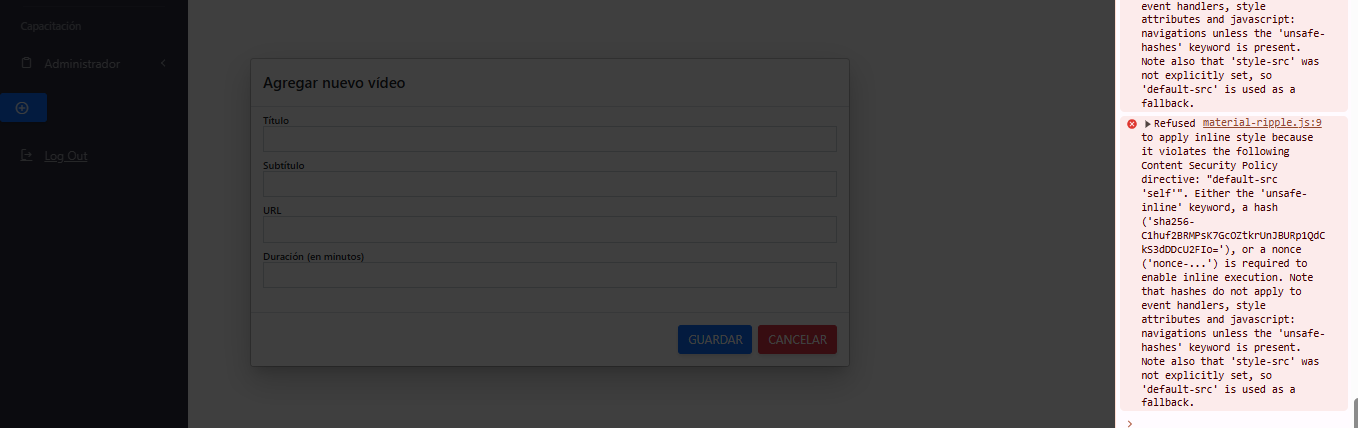 Capacitación
Administrador
Log Out
Agregar nuevo vídeo
Título
Subtítulo
URL
Duración (en minutos)
GUARDAR
CANCELAR
event handlers, style
attributes and javascript:
navigations unless the 'unsafe-
hashes' keyword is present.
Note also that 'style-src' was
not explicitly set, so
'default-src' is used as a
fallback.
Refused material-ripple.js:9
to apply inline style because
it violates the following
Content Security Policy
directive: "default-src
'self'". Either the 'unsafe-
inline' keyword, a hash
('sha256-
C1huf2BRMPsK7GcOZtkrUnJBURp1QdC
kS3dDDcU2FIo='), or a nonce
('nonce-...') is required to
enable inline execution. Note
that hashes do not apply to
event handlers, style
attributes and javascript:
navigations unless the 'unsafe-
hashes' keyword is present.
Note also that 'style-src' was
not explicitly set, so
'default-src' is used as a
fallback.